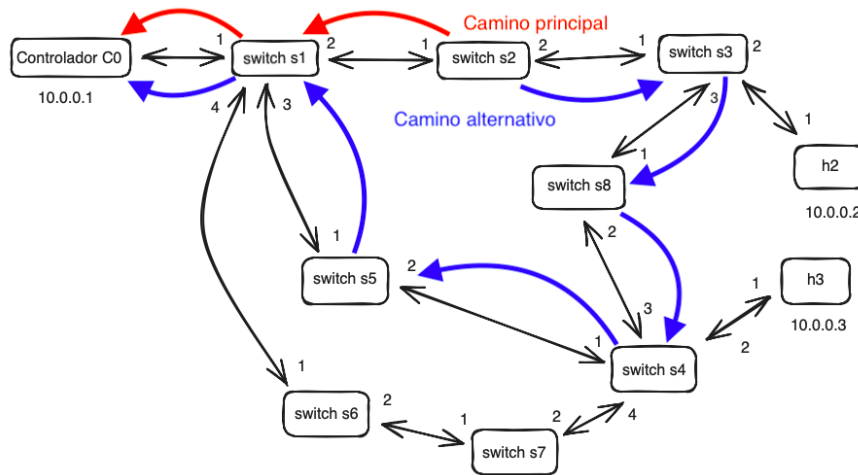 Camino principal
Controlador C0
1
switch s1
2
1
switch s2
2
1
switch s3
2
10.0.0.1
4
3
Camino alternativo
3
1
1
h2
10.0.0.2
switch s8
2
1
switch s5
2
1
h3
10.0.0.3
3
1
2
switch s4
1
switch s6
2
1
2
4
switch s7